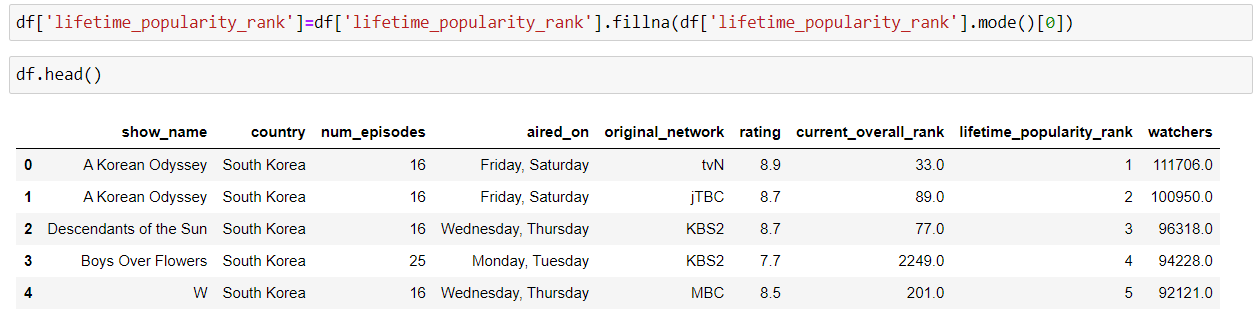 df['lifetime_popularity_rank']=df['lifetime_popularity_rank'].fillna(df['lifetime_popularity_rank'].mode()[0])
df.head()
show_name country num_episodes aired_on original_network rating current_overall_rank lifetime_popularity_rank watchers
0 A Korean Odyssey South Korea 16 Friday, Saturday tvN 8.9 33.0 1 111706.0
1 A Korean Odyssey South Korea 16 Friday, Saturday jTBC 8.7 89.0 2 100950.0
2 Descendants of the Sun South Korea 16 Wednesday, Thursday KBS2 8.7 77.0 3 96318.0
3 Boys Over Flowers South Korea 25 Monday, Tuesday KBS2 7.7 2249.0 4 94228.0
4 W South Korea 16 Wednesday, Thursday MBC 8.5 201.0 5 92121.0